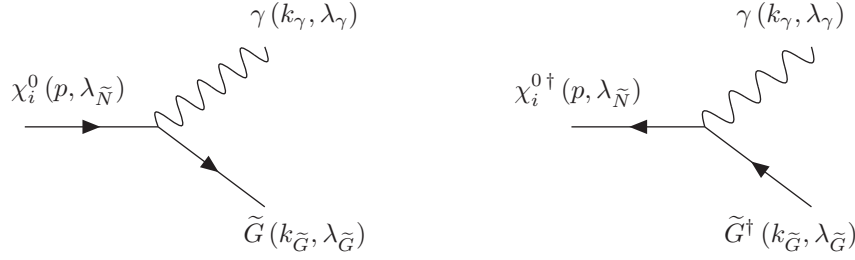 γ (k_γ, λ_γ)
χ_i^0 (p, λ_Ñ)
G̃ (k_G̃, λ_G̃)
γ (k_γ, λ_γ)
χ_i^{0 †} (p, λ_Ñ)
G̃^† (k_G̃, λ_G̃)